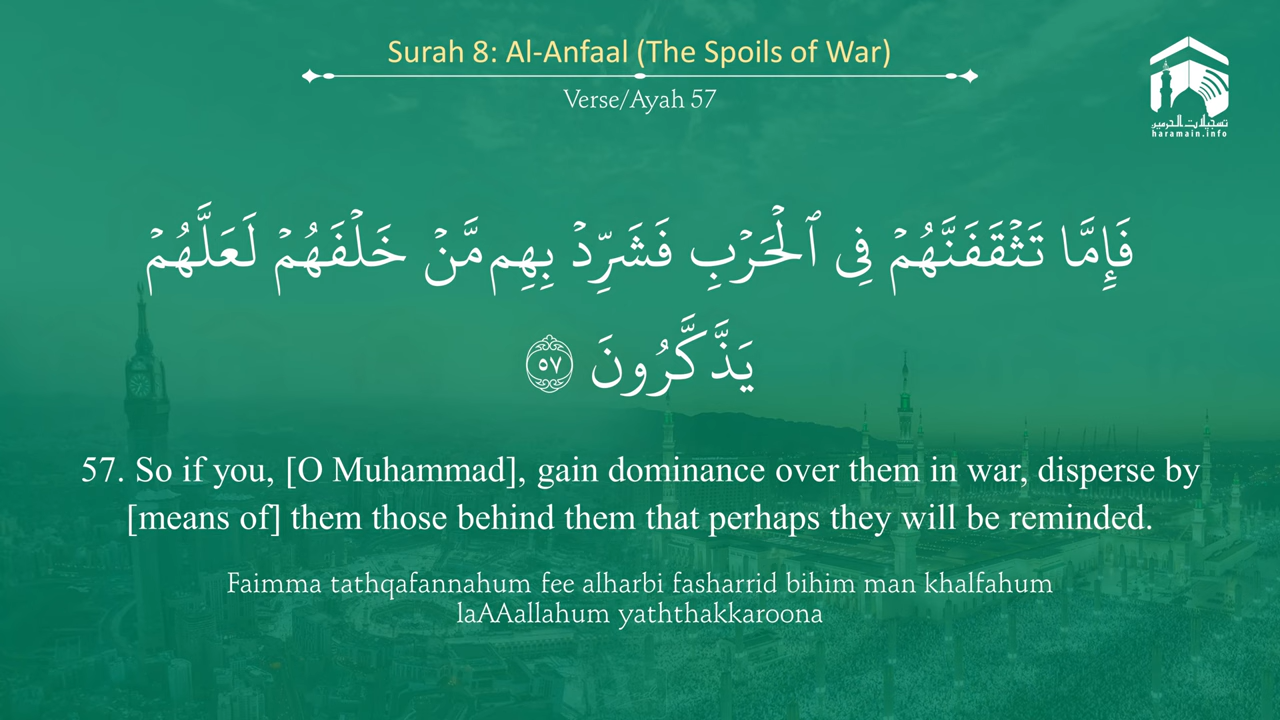 Surah 8: Al-Anfaal (The Spoils of War)
Verse/Ayah 57
تسجيلات الحرمين
haramain.info
فَإِمَّا تَثْقَفَنَّهُمْ فِى ٱلْحَرْبِ فَشَرِّدْ بِهِم مَّنْ خَلْفَهُمْ لَعَلَّهُمْ
يَذَّكَّرُونَ ٥٧
57. So if you, [O Muhammad], gain dominance over them in war, disperse by
[means of] them those behind them that perhaps they will be reminded.
Faimma tathqafannahum fee alharbi fasharrid bihim man khalfahum
laAAallahum yaththakkaroona